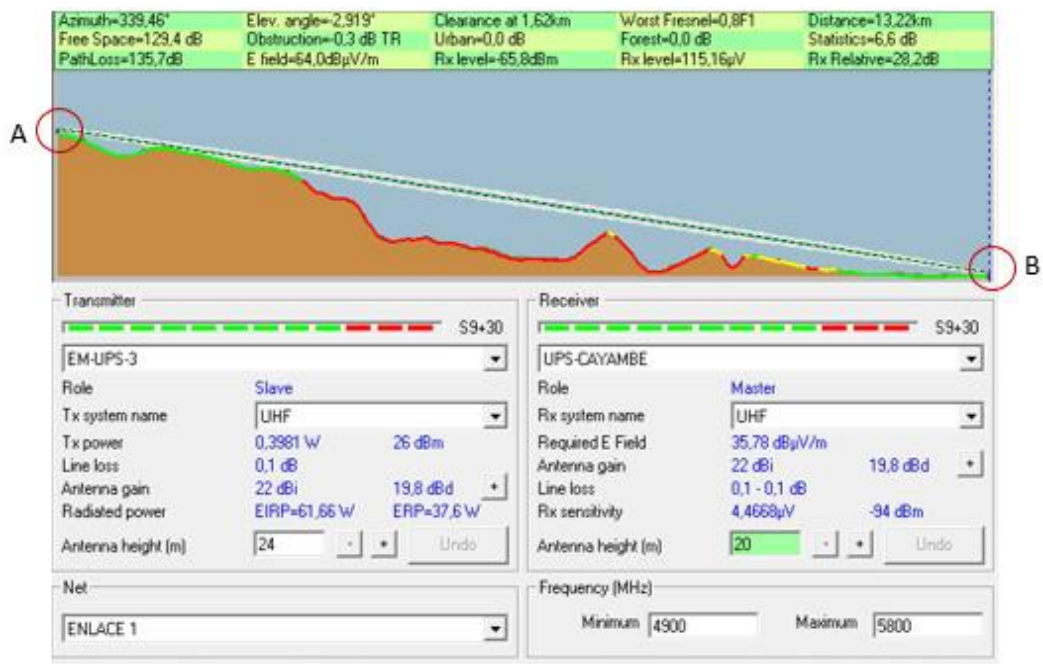 Azimuth=339,46° Elev. angle=-2,919° Clearance at 1,62km Worst Fresnel=0,8F1 Distance=13,22km
Free Space=129,4 dB Obstruction=-0,3 dB TR Urban=0,0 dB Forest=0,0 dB Statistics=6,6 dB
PathLoss=135,7dB E field=64,0dBµV/m Rx level=-65,8dBm Rx level=115,16µV Rx Relative=28,2dB
A
B
Transmitter
S9+30
EM-UPS-3
Role Slave
Tx system name UHF
Tx power 0,3981 W 26 dBm
Line loss 0,1 dB
Antenna gain 22 dBi 19,8 dBd +
Radiated power EIRP=61,66 W ERP=37,6 W
Antenna height (m) 24 - + Undo
Net
ENLACE 1
Receiver
S9+30
UPS-CAYAMBE
Role Master
Rx system name UHF
Required E Field 35,78 dBµV/m
Antenna gain 22 dBi 19,8 dBd +
Line loss 0,1 - 0,1 dB
Rx sensitivity 4,4668µV -94 dBm
Antenna height (m) 20 - + Undo
Frequency (MHz)
Minimum 4900 Maximum 5800